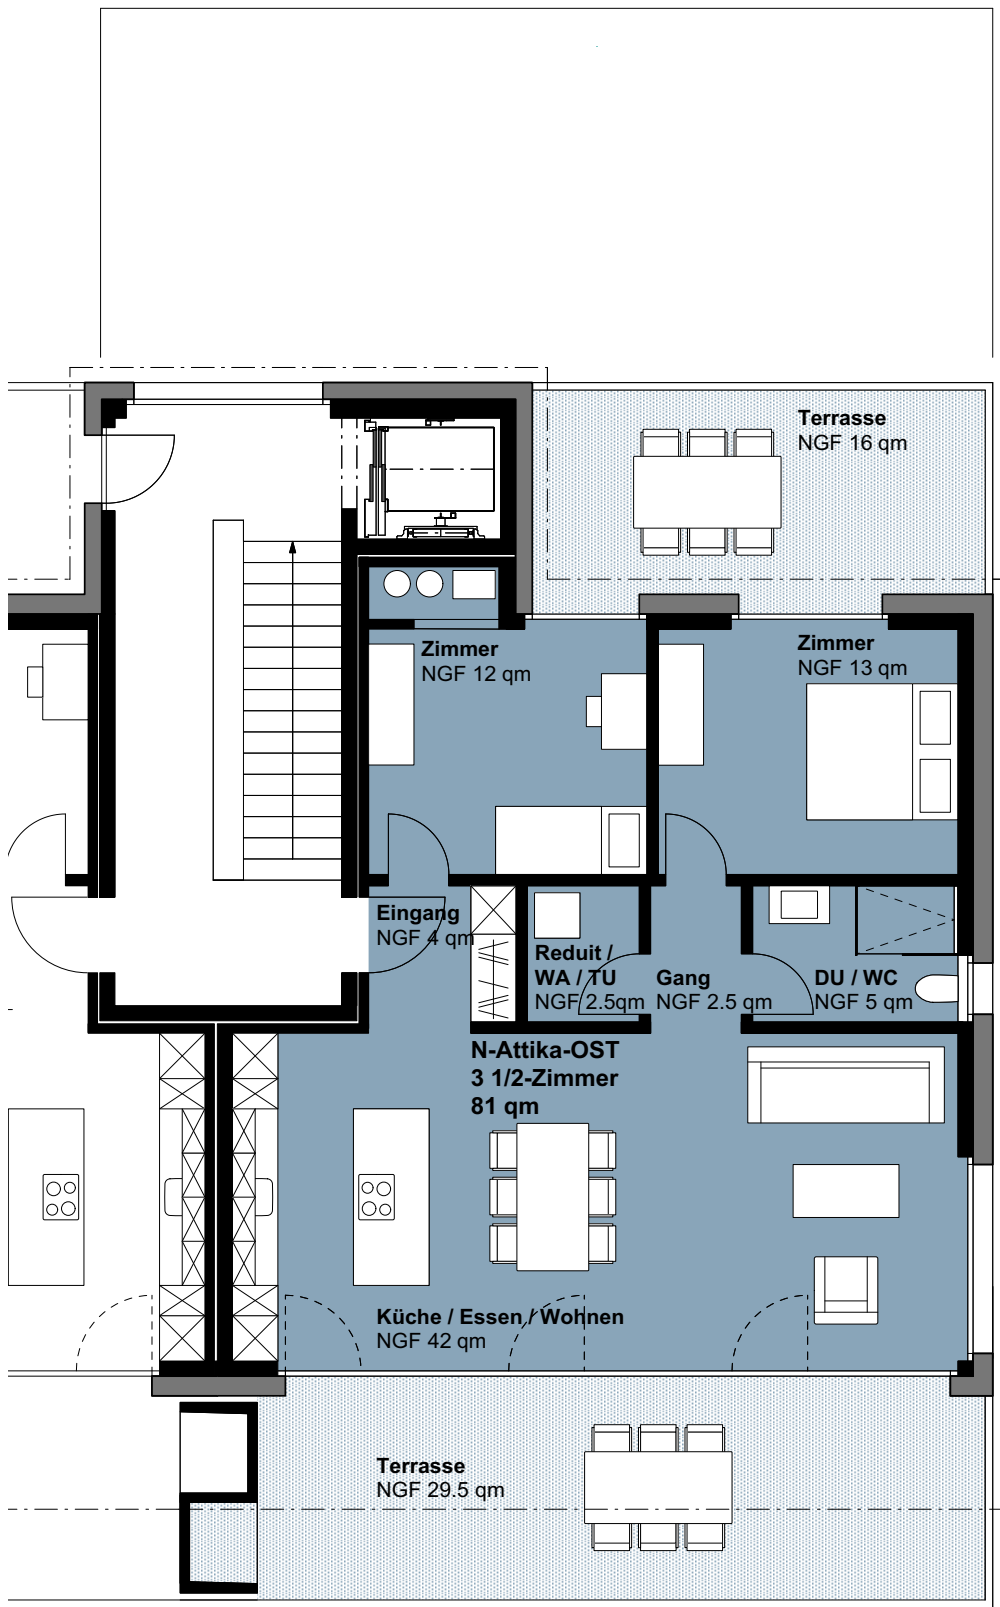 Terrasse
NGF 16 qm
Zimmer
NGF 12 qm
Zimmer
NGF 13 qm
Eingang
NGF 4 qm
Reduit /
WA / TU
NGF 2.5qm
Gang
NGF 2.5 qm
DU / WC
NGF 5 qm
N-Attika-OST
3 1/2-Zimmer
81 qm
Küche / Essen / Wohnen
NGF 42 qm
Terrasse
NGF 29.5 qm